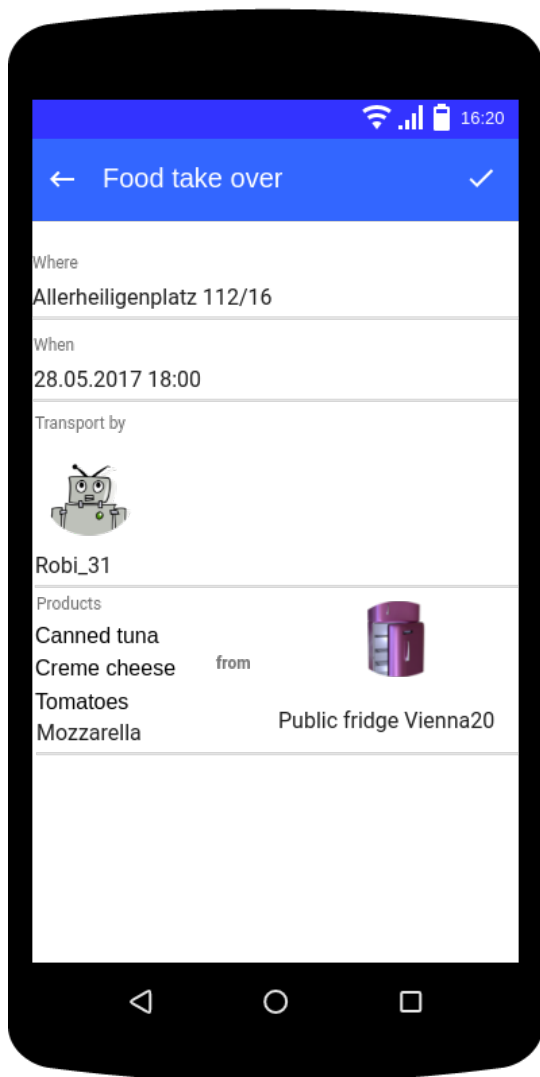 16:20
Food take over
Where
Allerheiligenplatz 112/16
When
28.05.2017 18:00
Transport by
Robi_31
Products
Canned tuna
Creme cheese
from
Tomatoes
Mozzarella
Public fridge Vienna20